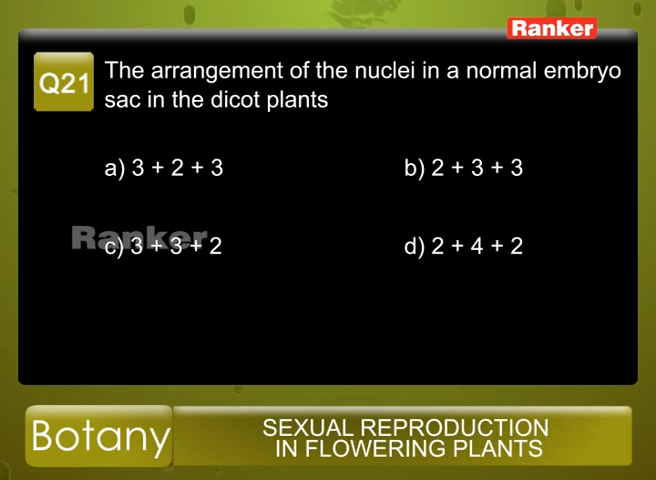 Ranker
Q21
The arrangement of the nuclei in a normal embryo
sac in the dicot plants
a) 3 + 2 + 3
b) 2 + 3 + 3
Ranker
c) 3 + 3 + 2
d) 2 + 4 + 2
Botany
SEXUAL REPRODUCTION
IN FLOWERING PLANTS